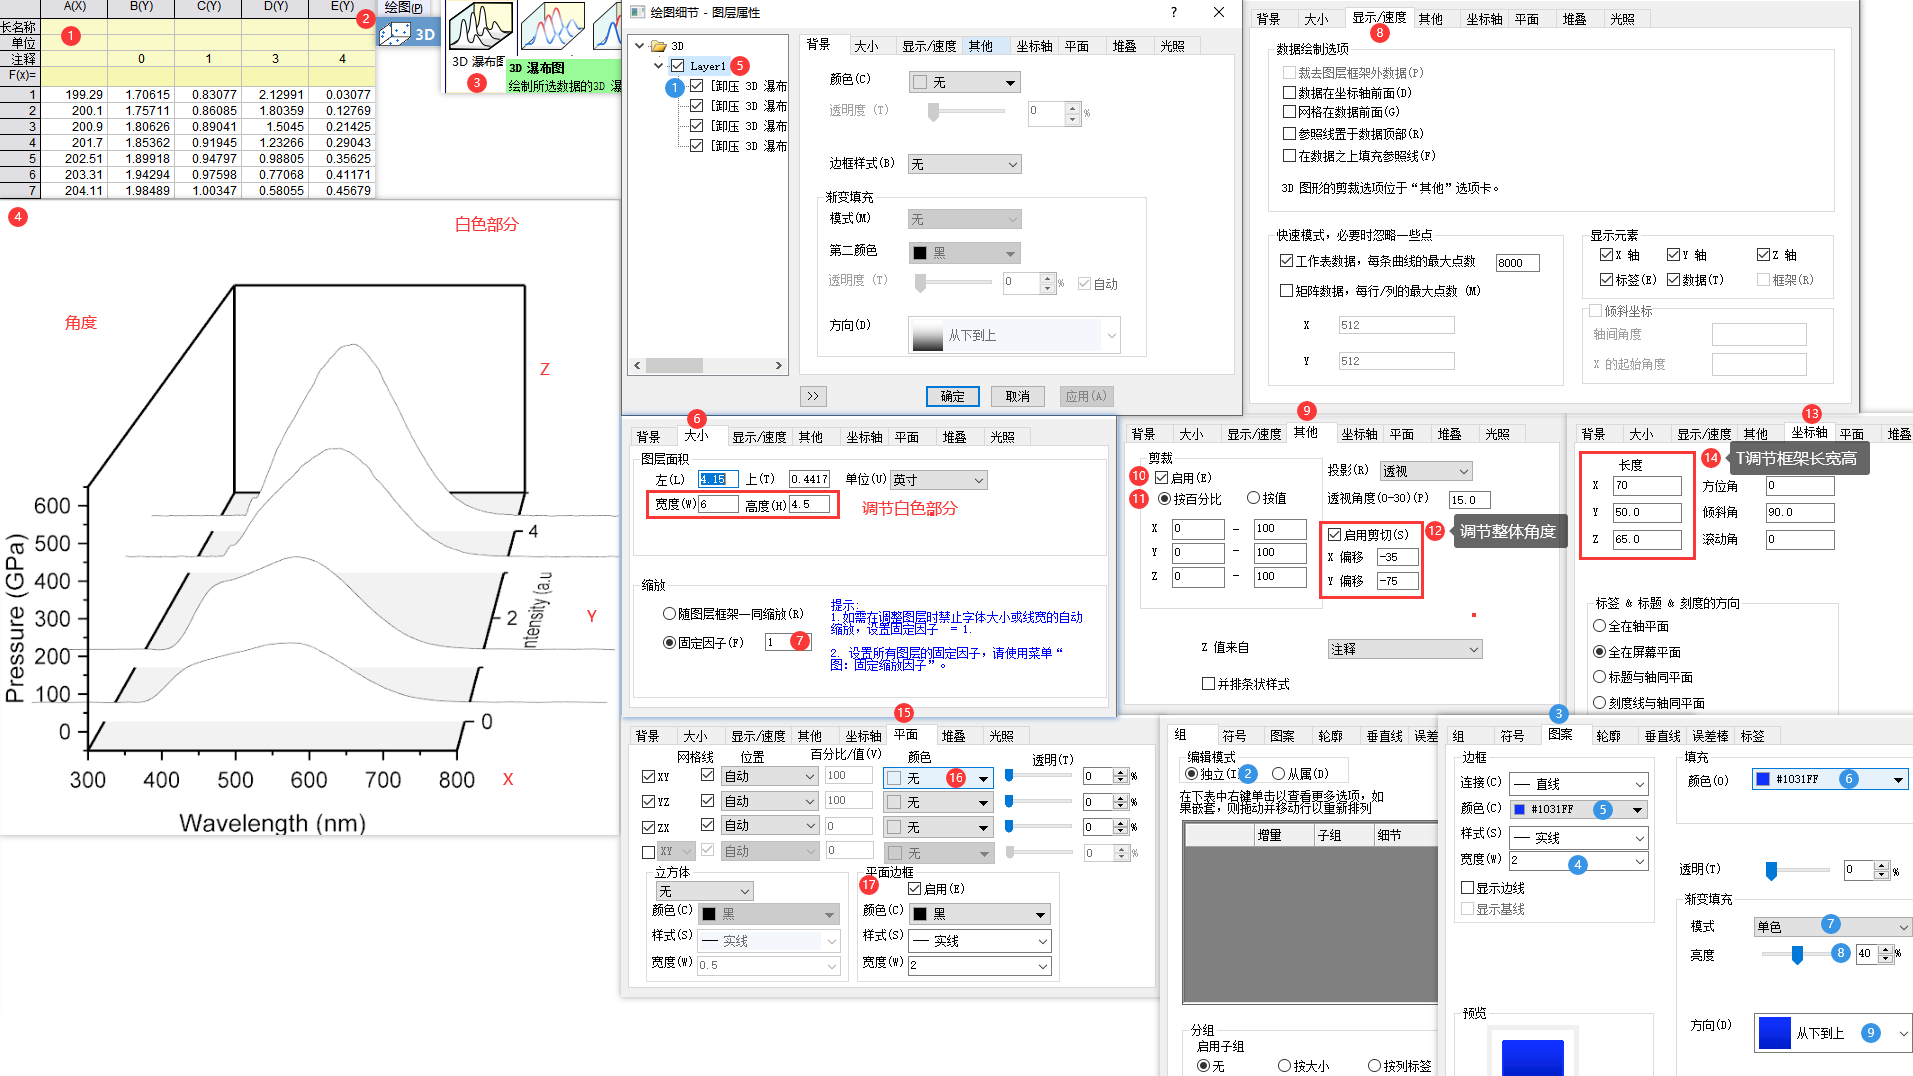 A(X) B(Y) C(Y) D(Y) E(Y)
长名称
单位
注释 0 1 3 4
F(x)=
1 199.29 1.70615 0.83077 2.12991 0.03077
2 200.1 1.75711 0.86085 1.80359 0.12769
3 200.9 1.80626 0.89041 1.5045 0.21425
4 201.7 1.85362 0.91945 1.23266 0.29043
5 202.51 1.89918 0.94797 0.98805 0.35625
6 203.31 1.94294 0.97598 0.77068 0.41171
7 204.11 1.98489 1.00347 0.58055 0.45679
1
2
绘图(P)
3D
3D 瀑布图
3
3D 瀑布图
绘制所选数据的3D 瀑
4
白色部分
角度
Z
Y
X
600
500
400
300
200
100
0
Pressure (GPa)
4
2
0
ntensity (a.u
300 400 500 600 700 800
Wavelength (nm)
绘图细节 - 图层属性
? ×
3D
Layer1
5
1
[卸压 3D 瀑布
[卸压 3D 瀑布
[卸压 3D 瀑布
[卸压 3D 瀑布
背景 大小 显示/速度 其他 坐标轴 平面 堆叠 光照
颜色(C) 无
透明度 (T) 0 %
边框样式(B) 无
渐变填充
模式(M) 无
第二颜色 黑
透明度 (T) 0 % 自动
方向(D) 从下到上
>> 确定 取消 应用(A)
背景 大小 显示/速度 其他 坐标轴 平面 堆叠 光照
8
数据绘制选项
裁去图层框架外数据(P)
数据在坐标轴前面(D)
网格在数据前面(G)
参照线置于数据顶部(R)
在数据之上填充参照线(F)
3D 图形的剪裁选项位于“其他”选项卡。
快速模式，必要时忽略一些点
工作表数据，每条曲线的最大点数 8000
矩阵数据，每行/列的最大点数 (M)
X 512
Y 512
显示元素
X 轴 Y 轴 Z 轴
标签(E) 数据(T) 框架(R)
倾斜坐标
轴间角度
X 的起始角度
6
背景 大小 显示/速度 其他 坐标轴 平面 堆叠 光照
图层面积
左(L) 4.15 上(T) 0.4417 单位(U) 英寸
宽度(W) 6 高度(H) 4.5
调节白色部分
缩放
随图层框架一同缩放(R)
固定因子(F) 1 7
提示:
1.如需在调整图层时禁止字体大小或线宽的自动
缩放，设置固定因子 = 1.
2. 设置所有图层的固定因子，请使用菜单“
图：固定缩放因子”。
9
背景 大小 显示/速度 其他 坐标轴 平面 堆叠 光照
剪裁
10 启用(E)
11 按百分比 按值
X 0 - 100
Y 0 - 100
Z 0 - 100
投影(R) 透视
透视角度(0-30)(P) 15.0
启用剪切(S)
X 偏移 -35
Y 偏移 -75
12 调节整体角度
Z 值来自 注释
并排条状样式
13
背景 大小 显示/速度 其他 坐标轴 平面 堆叠
14 T调节框架长宽高
长度
X 70
Y 50.0
Z 65.0
方位角 0
倾斜角 90.0
滚动角 0
标签 & 标题 & 刻度的方向
全在轴平面
全在屏幕平面
标题与轴同平面
刻度线与轴同平面
15
背景 大小 显示/速度 其他 坐标轴 平面 堆叠 光照
网格线 位置 百分比/值(V) 颜色 透明(T)
XY 自动 100 无 16 0 %
YZ 自动 100 无 0 %
ZX 自动 0 无 0 %
XY 自动 0 无 0 %
立方体
无
颜色(C) 黑
样式(S) 实线
宽度(W) 0.5
平面边框
17 启用(E)
颜色(C) 黑
样式(S) 实线
宽度(W) 2
组 符号 图案 轮廓 垂直线 误差
编辑模式
独立(I) 2 从属(D)
在下表中右键单击以查看更多选项，如
果嵌套，则拖动并移动行以重新排列
增量 子组 细节
分组
启用子组
无 按大小 按列标签
3
组 符号 图案 轮廓 垂直线 误差棒 标签
边框
连接(C) 直线
颜色(C) #1031FF 5
样式(S) 实线
宽度(W) 2 4
显示边线
显示基线
填充
颜色(O) #1031FF 6
透明(T) 0 %
渐变填充
模式 单色 7
亮度 8 40 %
方向(D) 从下到上 9
预览